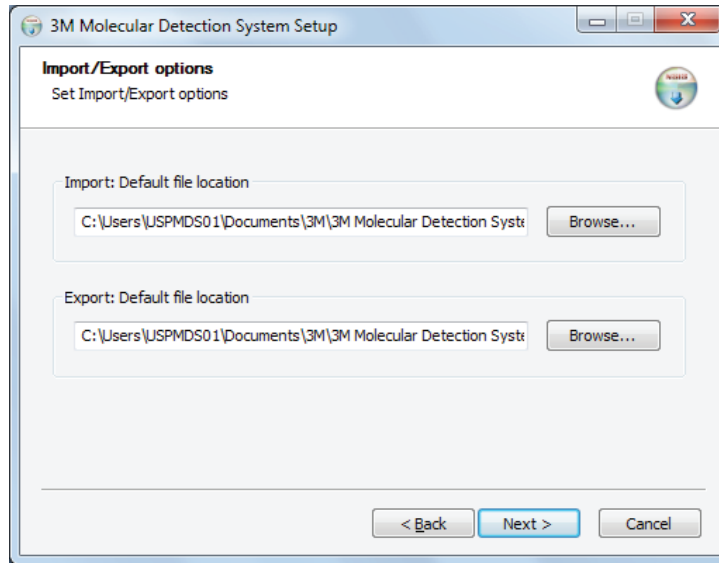 3M Molecular Detection System Setup
Import/Export options
Set Import/Export options
Import: Default file location
C:\Users\USPMDS01\Documents\3M\3M Molecular Detection Syste
Browse...
Export: Default file location
C:\Users\USPMDS01\Documents\3M\3M Molecular Detection Syste
Browse...
< Back
Next >
Cancel